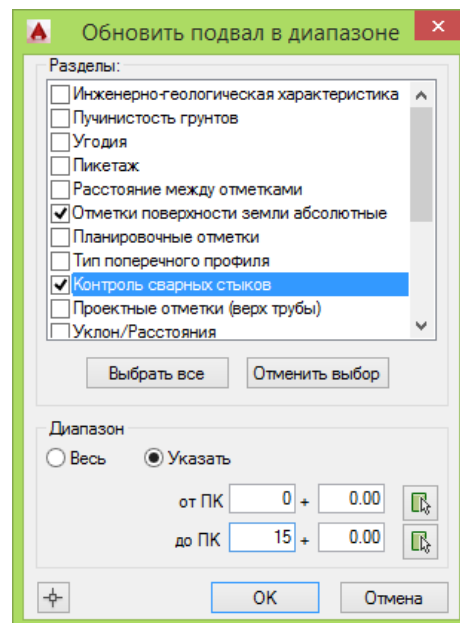 Обновить подвал в диапазоне
Разделы:
Инженерно-геологическая характеристика
Пучинистость грунтов
Угодия
Пикетаж
Расстояние между отметками
Отметки поверхности земли абсолютные
Планировочные отметки
Тип поперечного профиля
Контроль сварных стыков
Проектные отметки (верх трубы)
Уклон/Расстояния
Выбрать все Отменить выбор
Диапазон
Весь Указать
от ПК 0 + 0.00
до ПК 15 + 0.00
OK Отмена